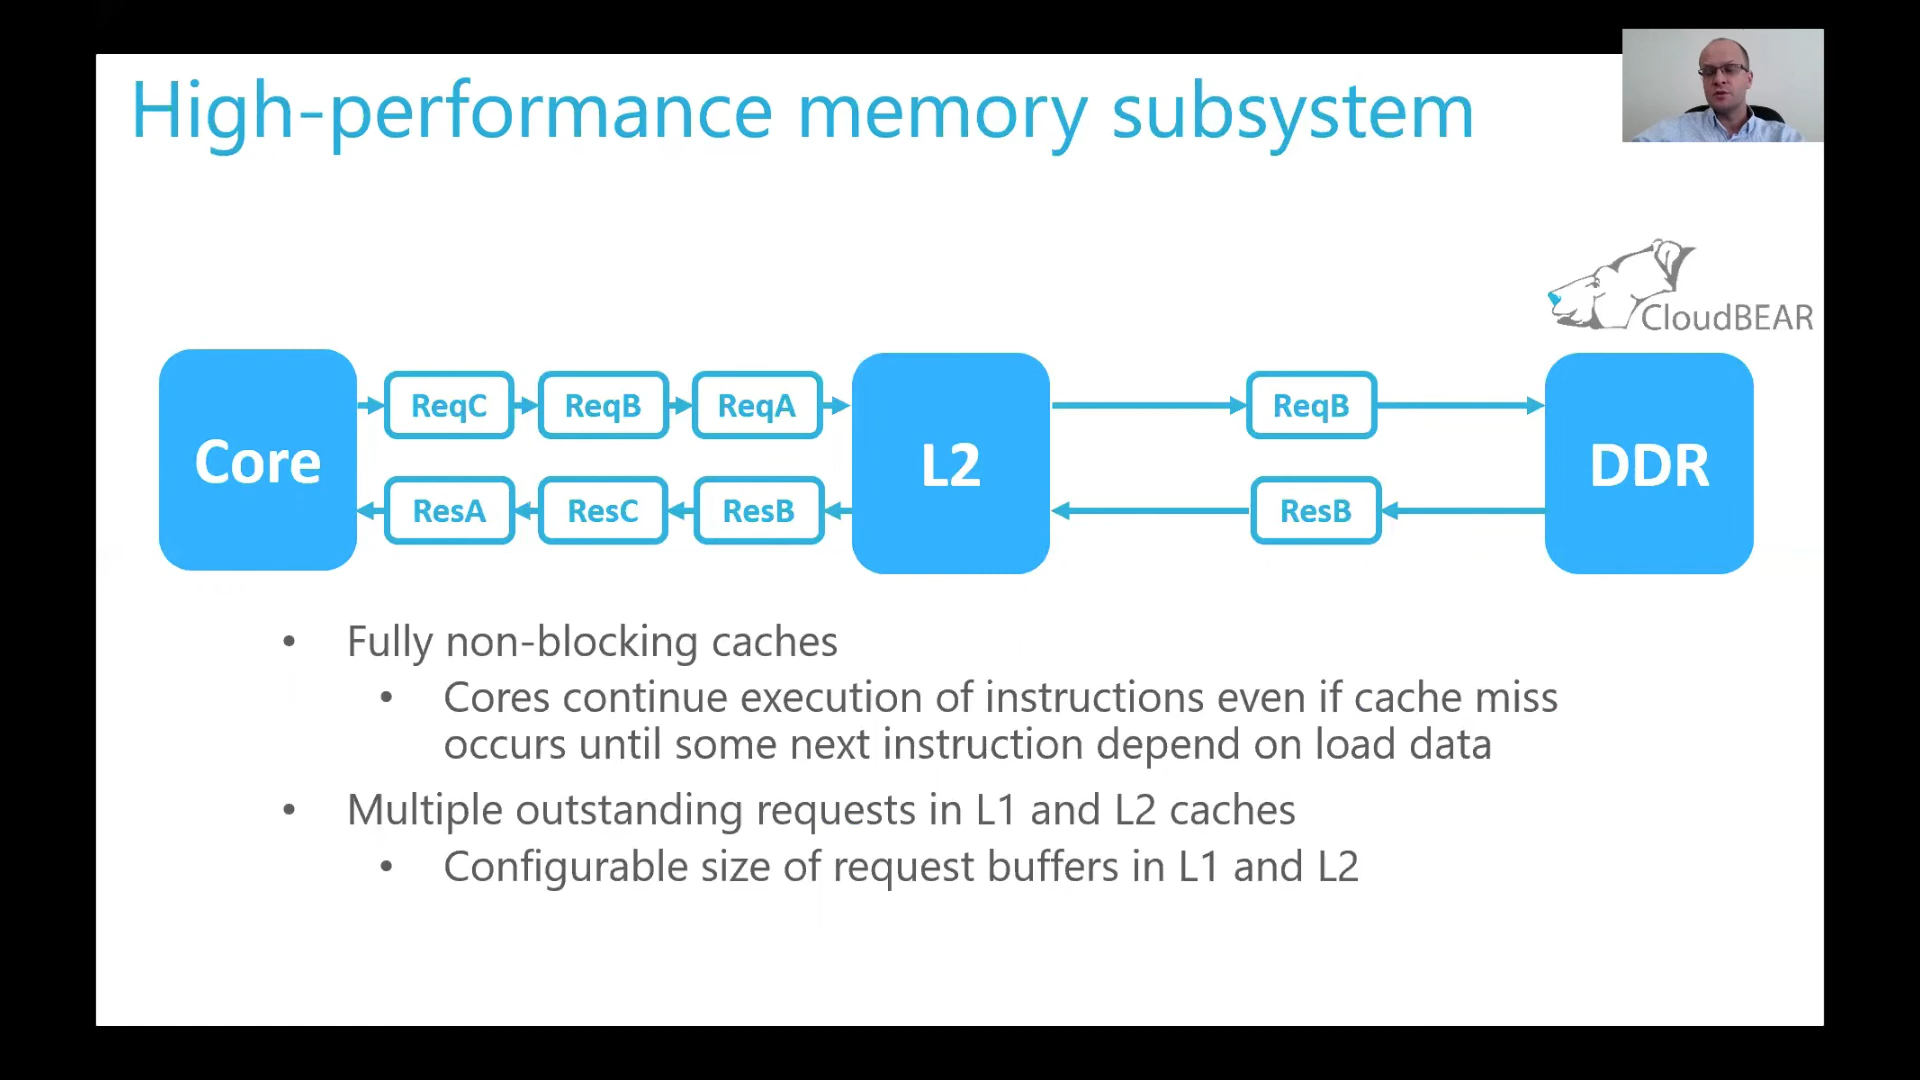 High-performance memory subsystem
CloudBEAR
Core
ReqC
ReqB
ReqA
L2
ReqB
DDR
ResA
ResC
ResB
ResB
• Fully non-blocking caches
• Cores continue execution of instructions even if cache miss
occurs until some next instruction depend on load data
• Multiple outstanding requests in L1 and L2 caches
• Configurable size of request buffers in L1 and L2